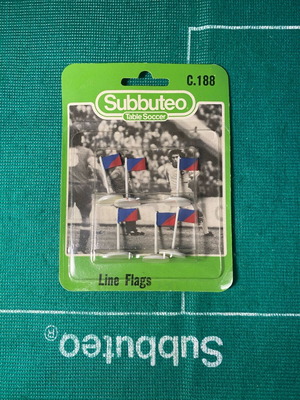 C.188
Subbuteo
Table Soccer
Line Flags
Subbuteo®